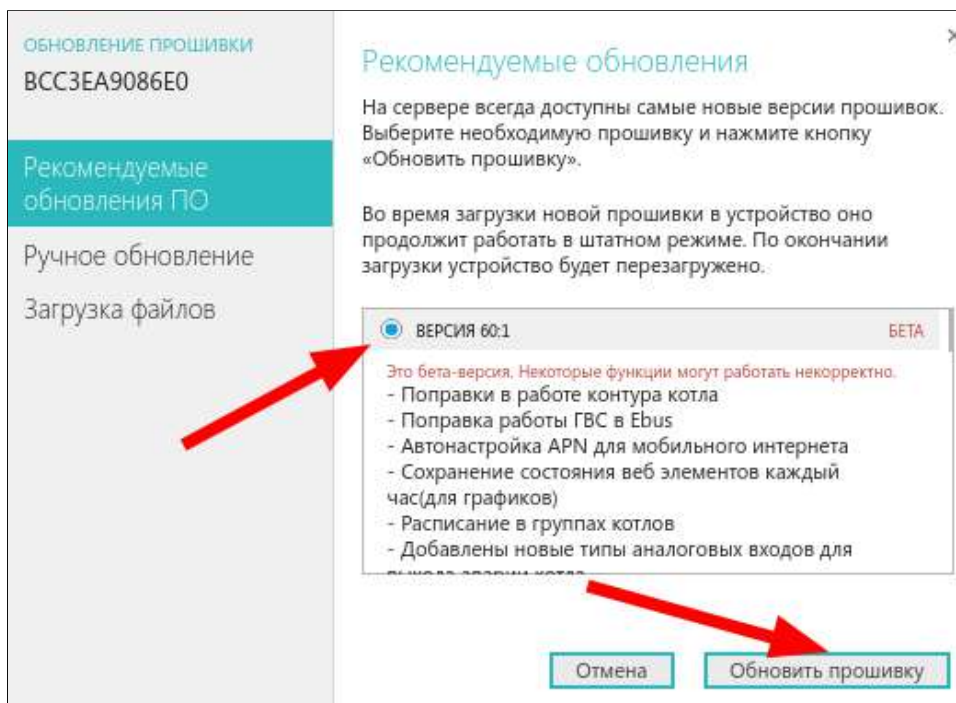 ОБНОВЛЕНИЕ ПРОШИВКИ
BCC3EA9086E0
Рекомендуемые
обновления ПО
Ручное обновление
Загрузка файлов
Рекомендуемые обновления
На сервере всегда доступны самые новые версии прошивок.
Выберите необходимую прошивку и нажмите кнопку
«Обновить прошивку».
Во время загрузки новой прошивки в устройство оно
продолжит работать в штатном режиме. По окончании
загрузки устройство будет перезагружено.
ВЕРСИЯ 60:1 БЕТА
Это бета-версия. Некоторые функции могут работать некорректно.
- Поправки в работе контура котла
- Поправка работы ГВС в Ebus
- Автонастройка APN для мобильного интернета
- Сохранение состояния веб элементов каждый
час(для графиков)
- Расписание в группах котлов
- Добавлены новые типы аналоговых входов для
выхода аварии котла
Отмена Обновить прошивку